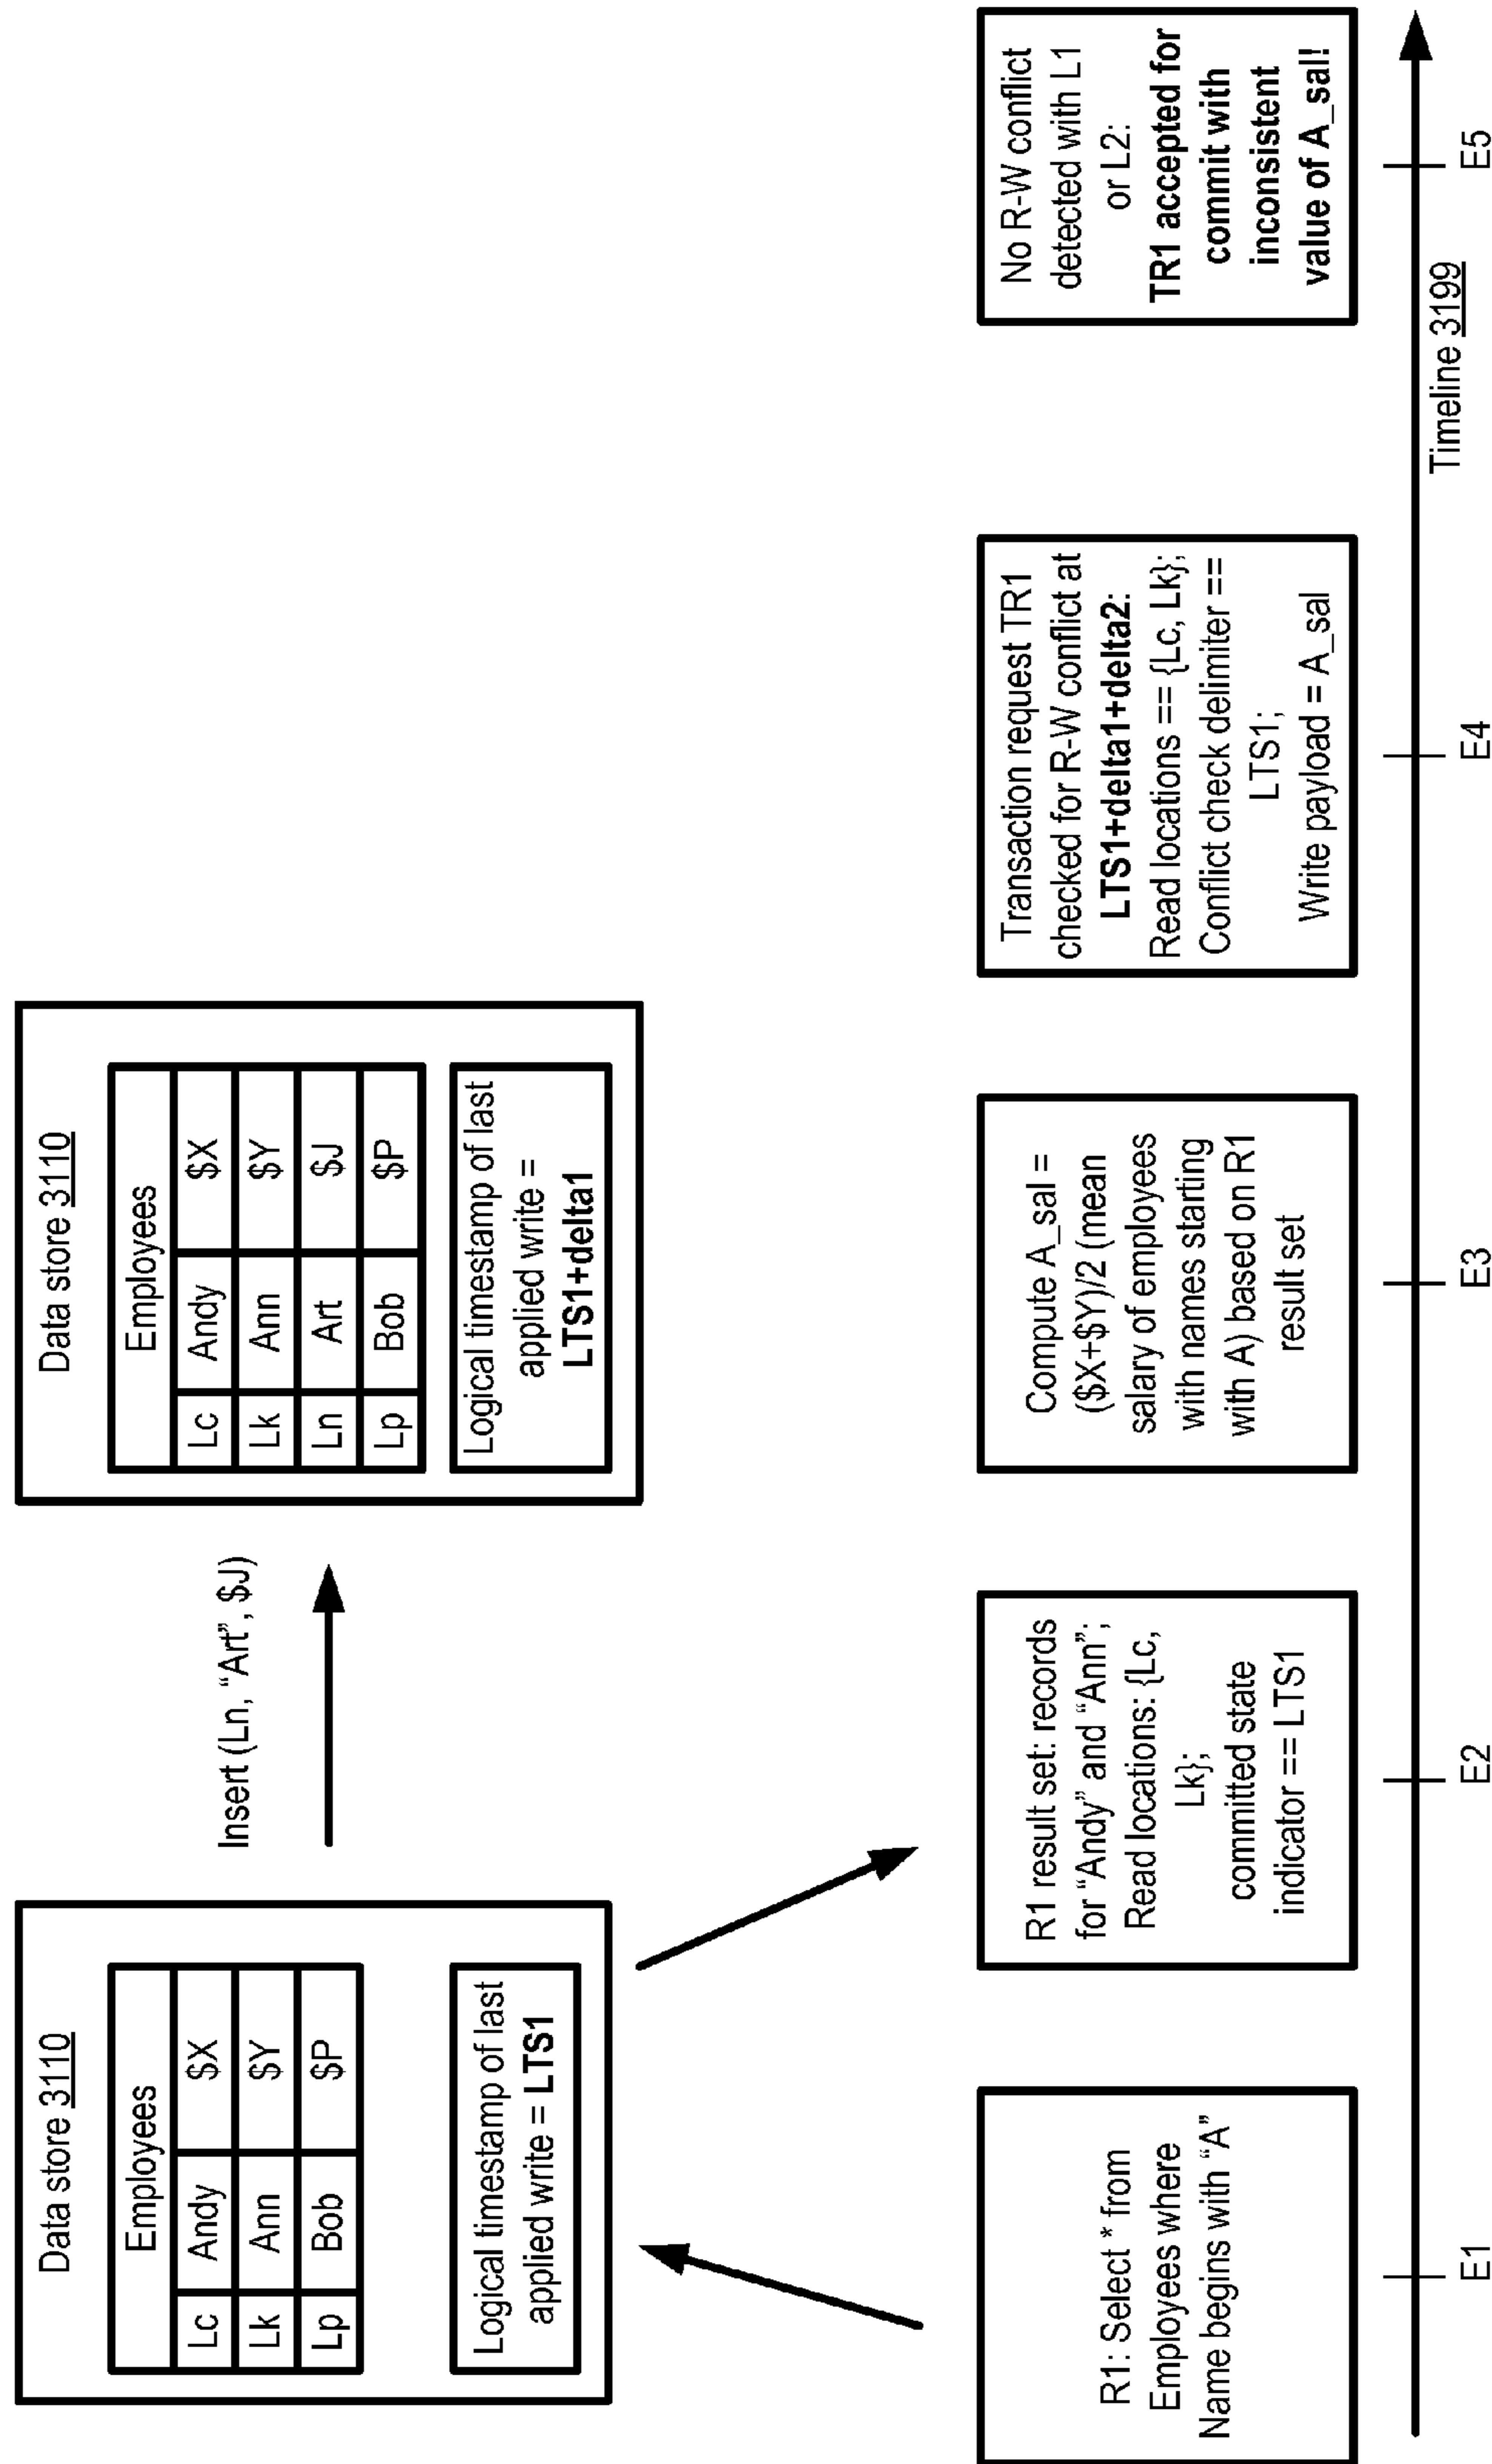 Data store 3110
Employees
Lc Andy $X
Lk Ann $Y
Lp Bob $P
Logical timestamp of last
applied write = LTS1
Insert (Ln, “Art”, $J)
Data store 3110
Employees
Lc Andy $X
Lk Ann $Y
Ln Art $J
Lp Bob $P
Logical timestamp of last
applied write =
LTS1+delta1
R1: Select * from
Employees where
Name begins with “A”
R1 result set: records
for “Andy” and “Ann”;
Read locations: {Lc,
Lk};
committed state
indicator == LTS1
Compute A_sal =
($X+$Y)/2 (mean
salary of employees
with names starting
with A) based on R1
result set
Transaction request TR1
checked for R-W conflict at
LTS1+delta1+delta2:
Read locations == {Lc, Lk};
Conflict check delimiter ==
LTS1;
Write payload = A_sal
No R-W conflict
detected with L1
or L2:
TR1 accepted for
commit with
inconsistent
value of A_sal!
E1
E2
E3
E4
E5
Timeline 3199